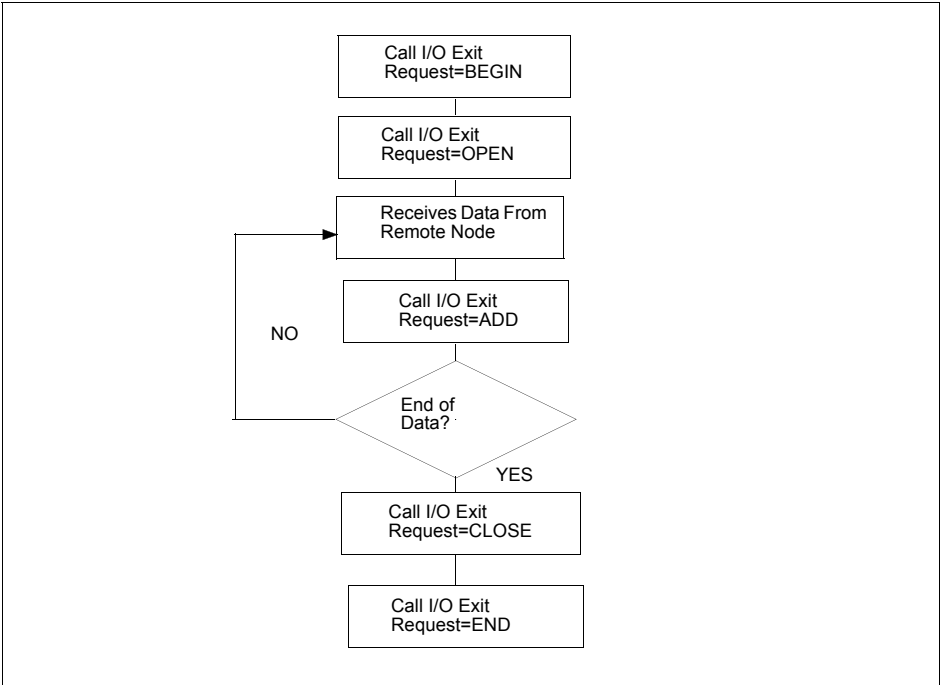 Call I/O Exit
Request=BEGIN
Call I/O Exit
Request=OPEN
Receives Data From
Remote Node
Call I/O Exit
Request=ADD
NO
End of
Data?
YES
Call I/O Exit
Request=CLOSE
Call I/O Exit
Request=END